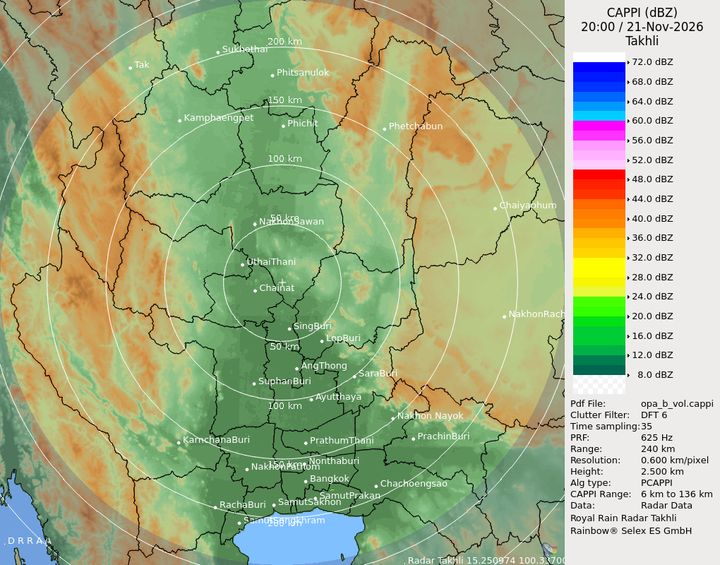 CAPPI (dBZ)
20:00 / 21-Nov-2026
Takhli
72.0 dBZ
68.0 dBZ
64.0 dBZ
60.0 dBZ
56.0 dBZ
52.0 dBZ
48.0 dBZ
44.0 dBZ
40.0 dBZ
36.0 dBZ
32.0 dBZ
28.0 dBZ
24.0 dBZ
20.0 dBZ
16.0 dBZ
12.0 dBZ
8.0 dBZ
Pdf File: opa_b_vol.cappi
Clutter Filter: DFT 6
Time sampling:35
PRF: 625 Hz
Range: 240 km
Resolution: 0.600 km/pixel
Height: 2.500 km
Alg type: PCAPPI
CAPPI Range: 6 km to 136 km
Data: Radar Data
Royal Rain Radar Takhli
Rainbow® Selex ES GmbH
200 km
Sukhothai
Tak
Phitsanulok
150 km
Kamphaengpet
Phichit
Phetchabun
100 km
Chaiyaphum
50 km
NakhonSawan
UthaiThani
Chainat
NakhonRach
SingBuri
LopBuri
50 km
AngThong
SaraBuri
SuphanBuri
Ayutthaya
100 km
Nakhon Nayok
KamchanaBuri
PrathumThani
PrachinBuri
150 km
Nonthaburi
Bangkok
Chachoengsao
SamutPrakan
SamutSakhon
RachaBuri
200 km
DRRAA
Radar Takhli 15.250974